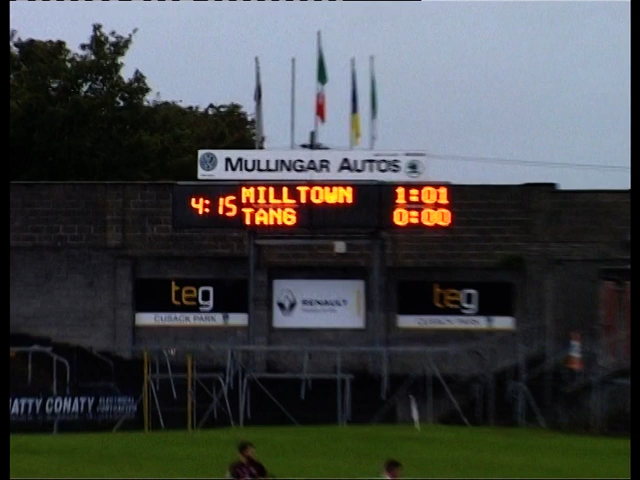 MULLINGAR AUTOS
4:15 MILLTOWN 1:01
TANG 0:00
teg
CUSACK PARK
RENAULT
teg
CUSACK PARK
ATTY CONATY